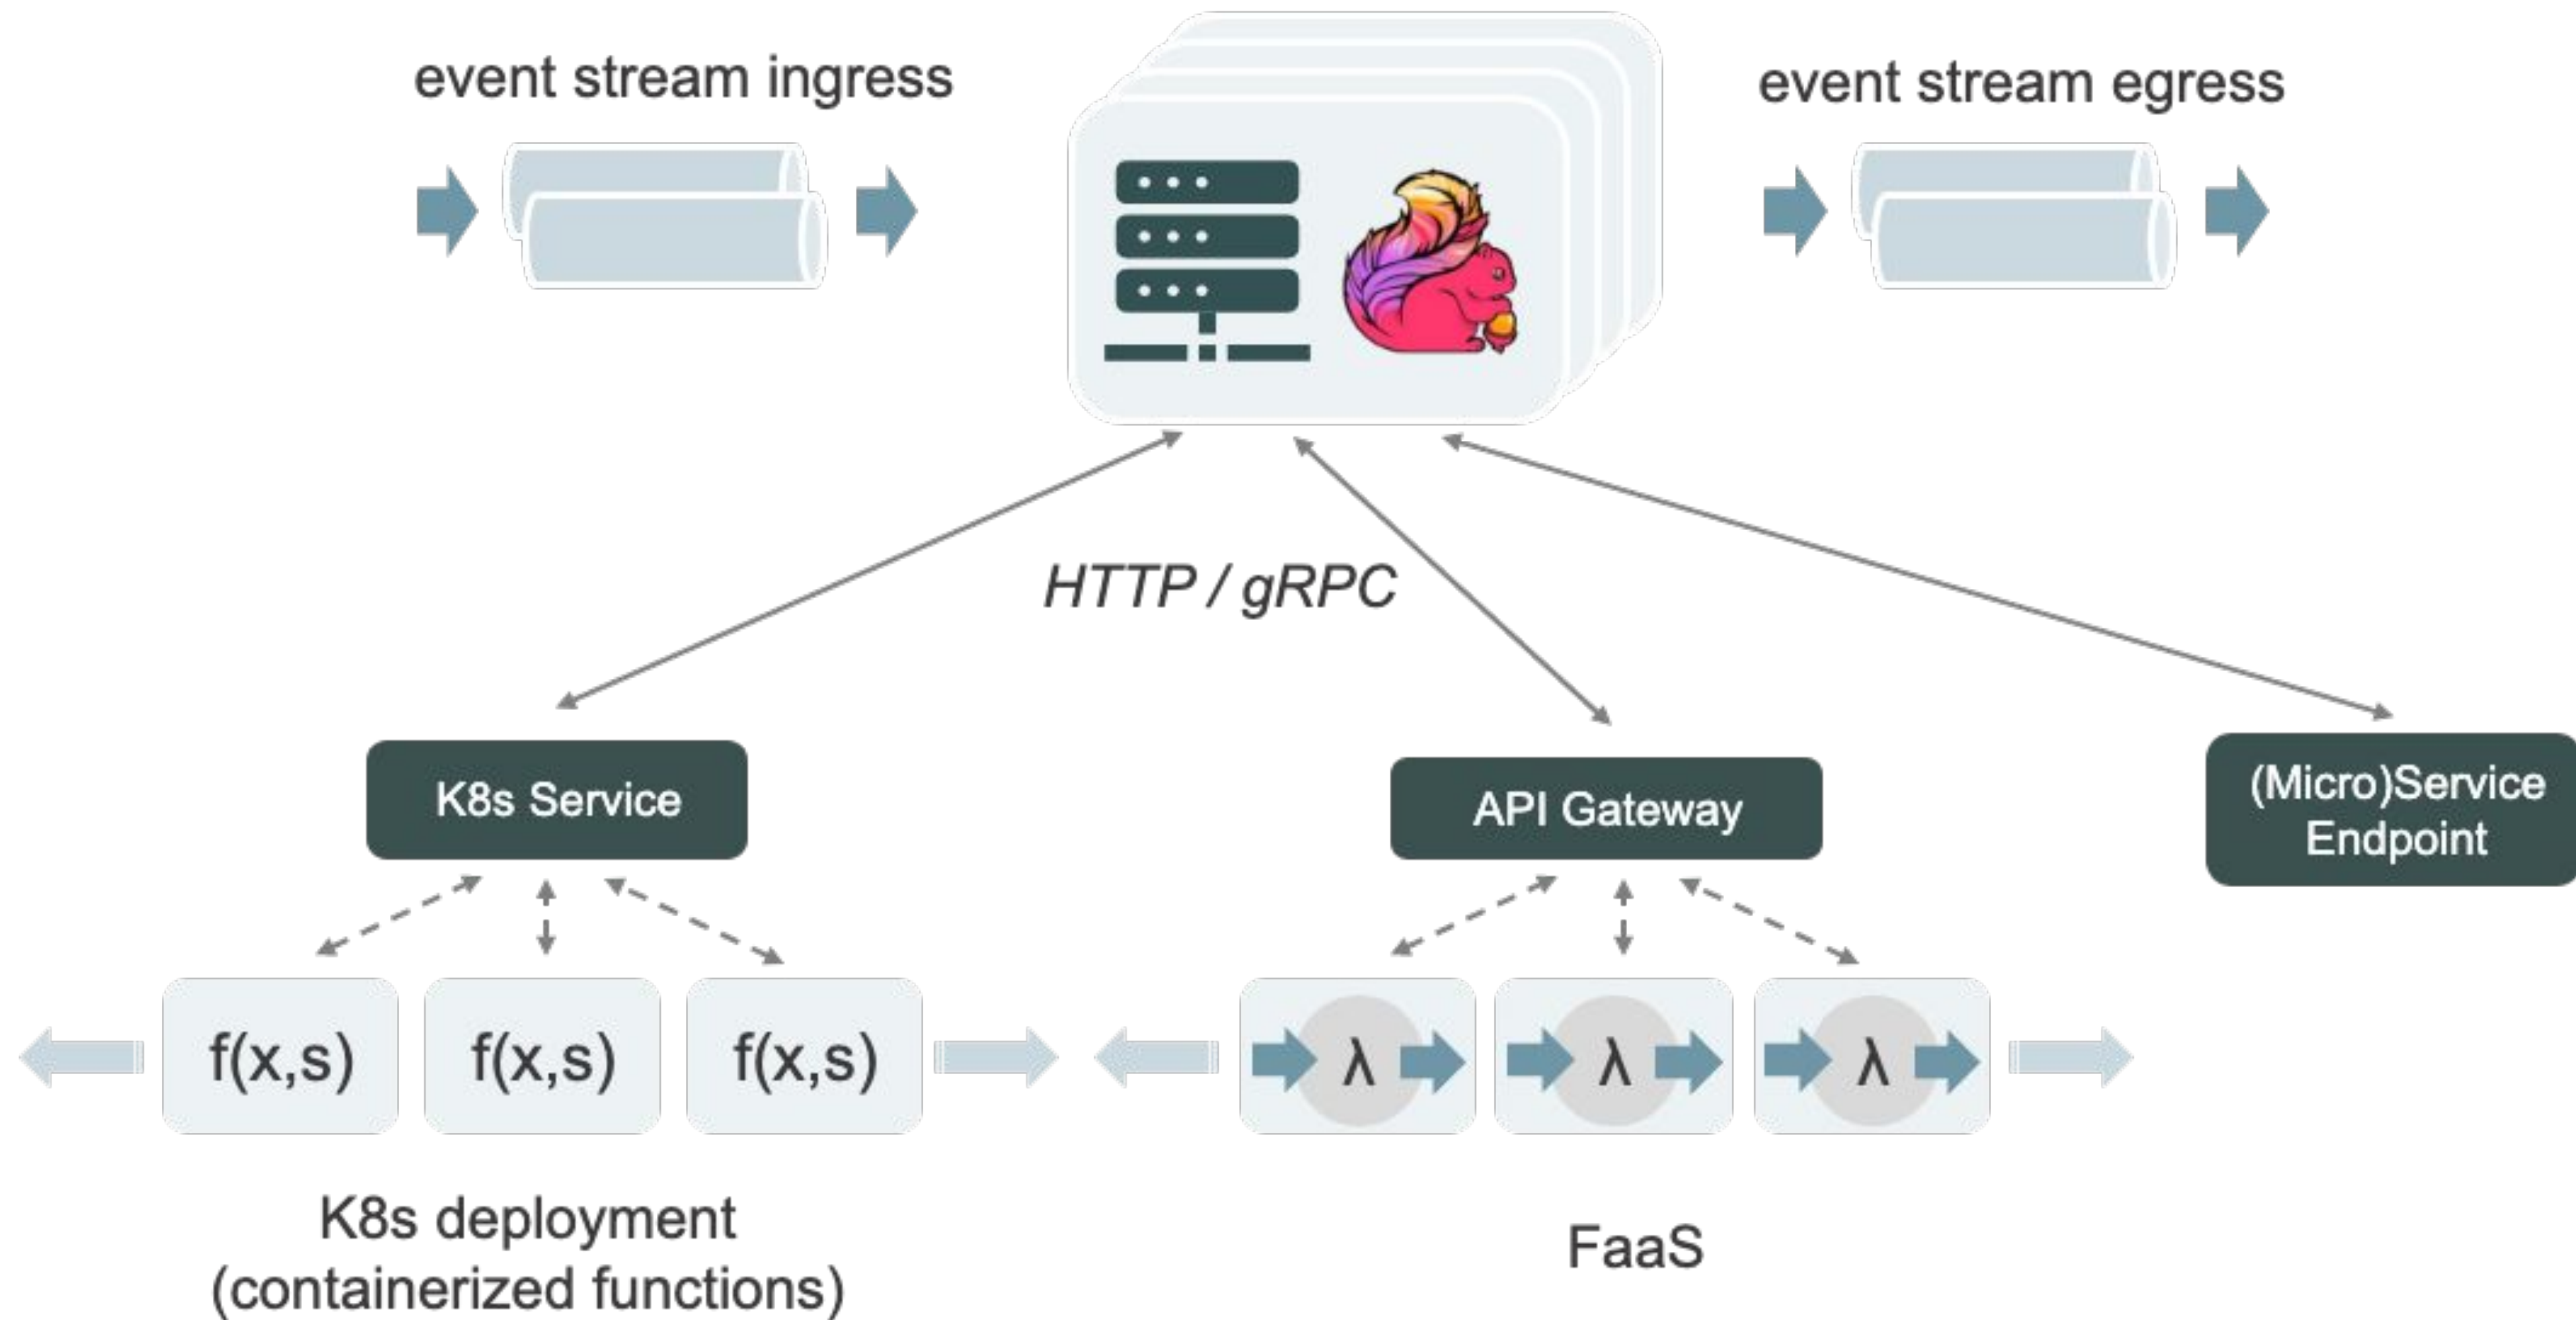 event stream ingress
event stream egress
HTTP / gRPC
K8s Service
API Gateway
(Micro)Service
Endpoint
f(x,s)
f(x,s)
f(x,s)
λ
λ
λ
K8s deployment
(containerized functions)
FaaS